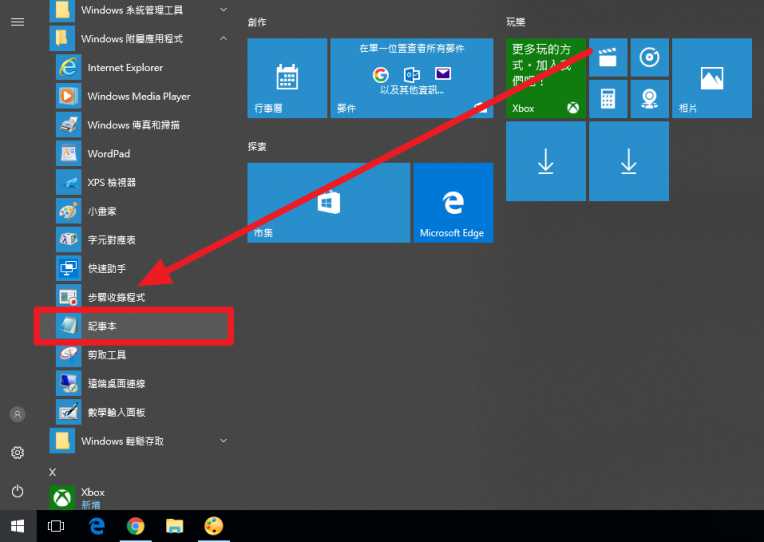 Windows 系統管理工具
Windows 附屬應用程式
Internet Explorer
Windows Media Player
Windows 傳真和掃描
WordPad
XPS 檢視器
小畫家
字元對應表
快速助手
步驟收錄程式
記事本
剪取工具
遠端桌面連線
數學輸入面板
Windows 輕鬆存取
X
Xbox
新增
創作
行事曆
在單一位置查看所有郵件
以及其他資訊...
郵件
探索
市集
Microsoft Edge
玩樂
更多玩的方
式，加入我
們吧！
Xbox
相片